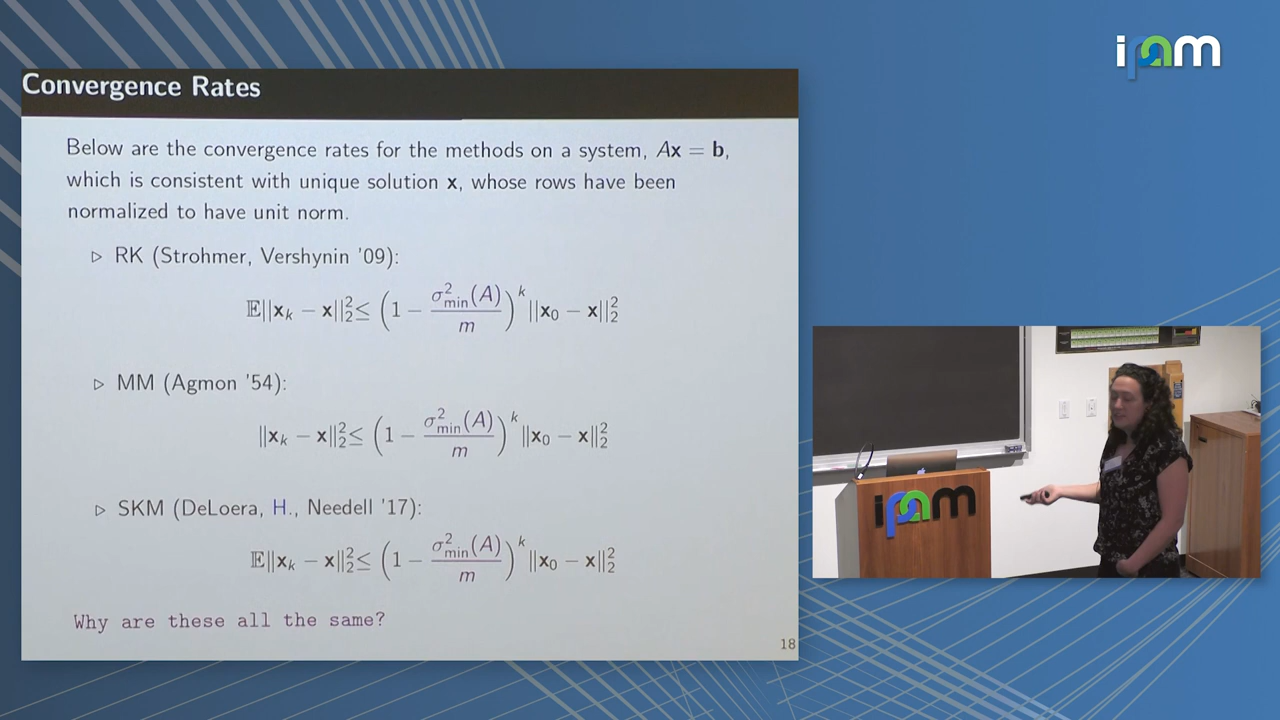 ipam
Convergence Rates
Below are the convergence rates for the methods on a system, Ax = b,
which is consistent with unique solution x, whose rows have been
normalized to have unit norm.
▷ RK (Strohmer, Vershynin '09):
𝔼||x_k − x||₂² ≤ (1 − σ²_min(A)/m)^k ||x₀ − x||₂²
▷ MM (Agmon '54):
||x_k − x||₂² ≤ (1 − σ²_min(A)/m)^k ||x₀ − x||₂²
▷ SKM (DeLoera, H., Needell '17):
𝔼||x_k − x||₂² ≤ (1 − σ²_min(A)/m)^k ||x₀ − x||₂²
Why are these all the same?
18
ipam